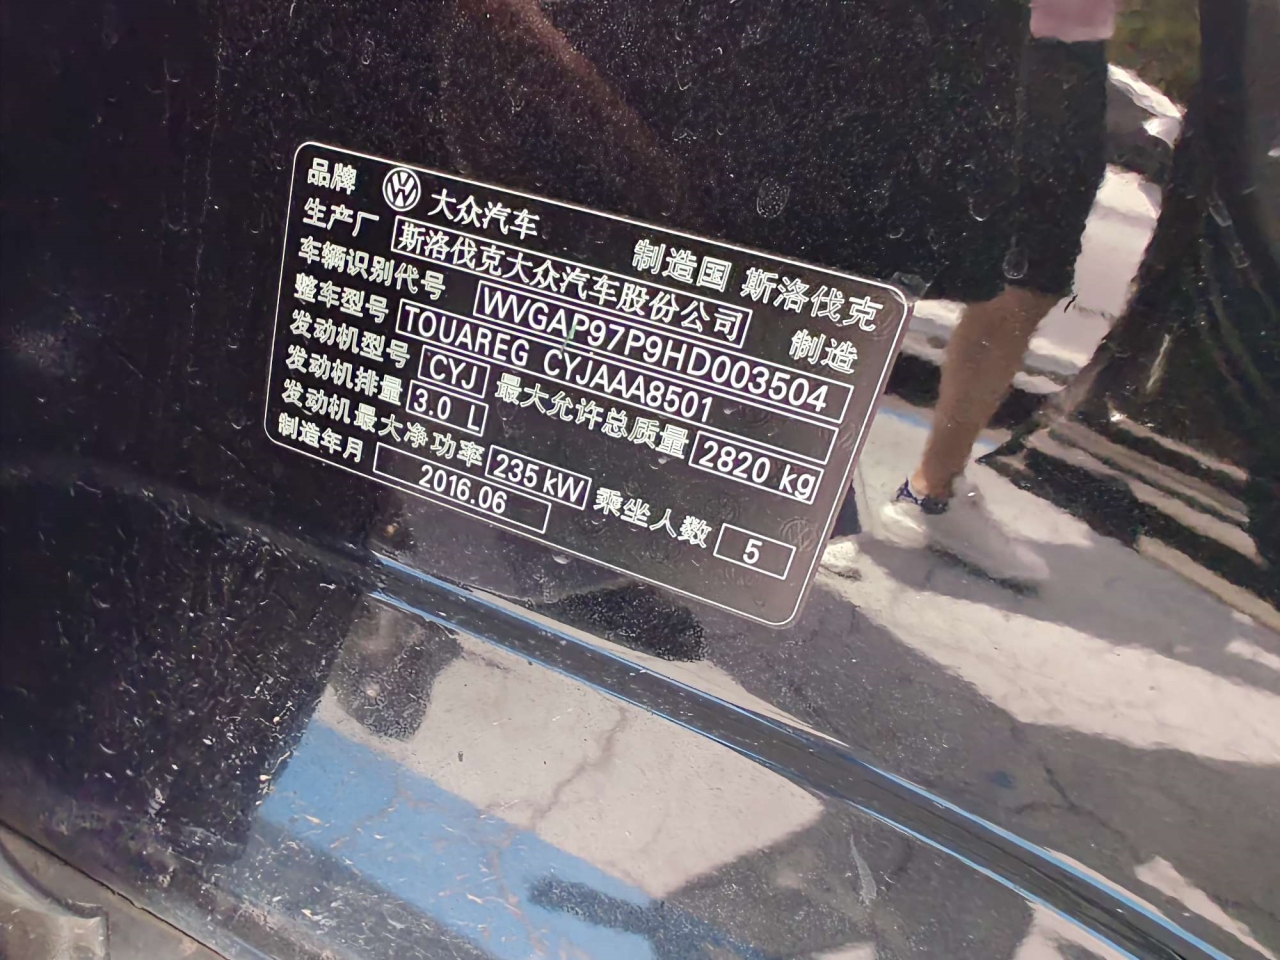 品牌 大众汽车 制造国 斯洛伐克
生产厂 斯洛伐克大众汽车股份公司 制造
车辆识别代号 WVGAP97P9HD003504
整车型号 TOUAREG CYJAAA8501
发动机型号 CYJ 最大允许总质量 2820 kg
发动机排量 3.0 L
发动机最大净功率 235 kW 乘坐人数 5
制造年月 2016.06